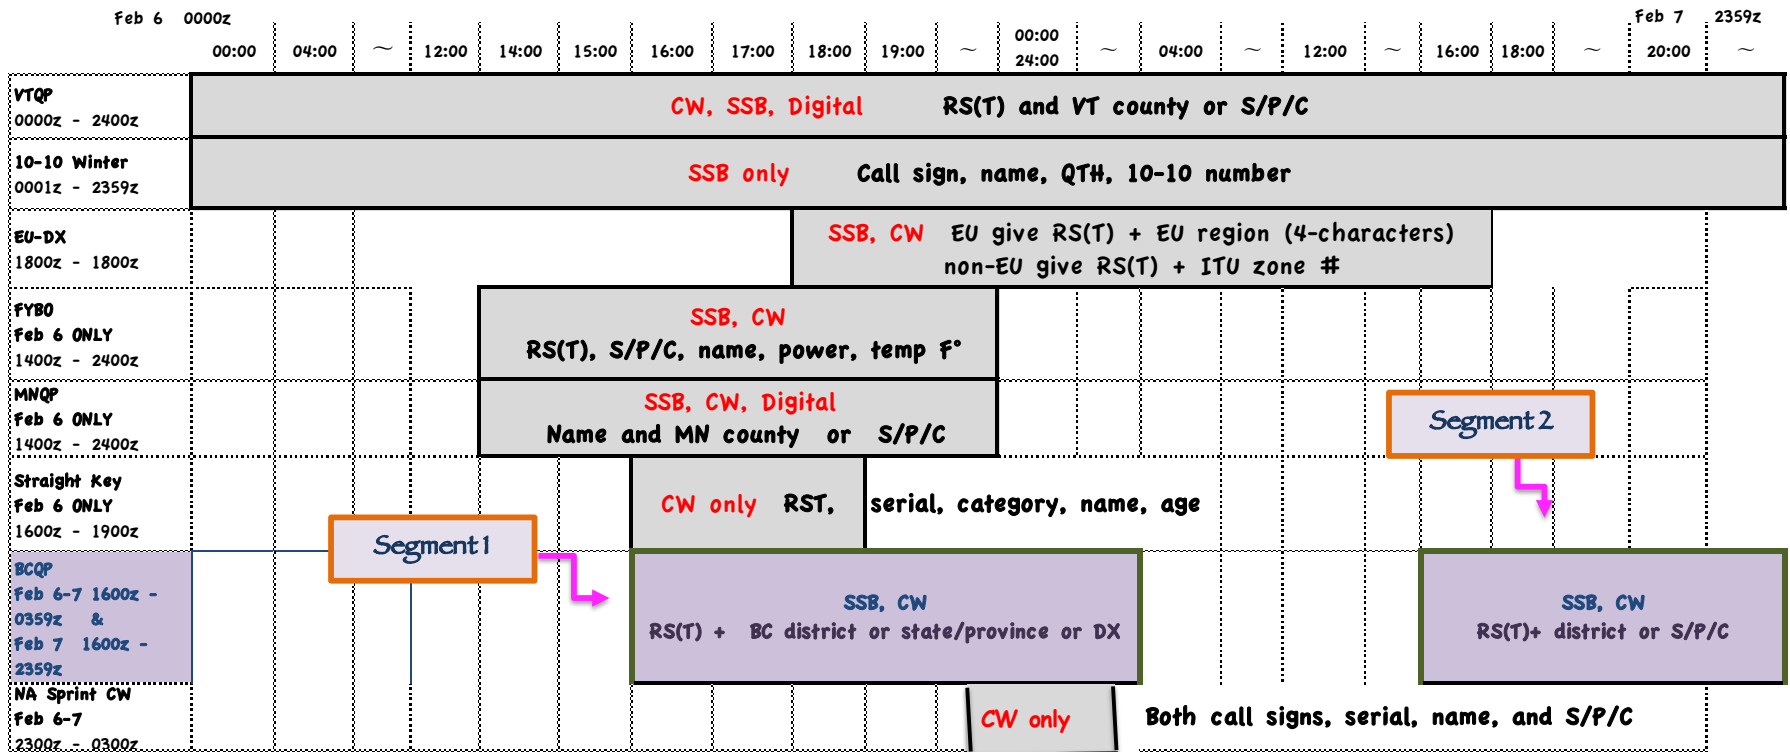 Feb 6 0000z
Feb 7 2359z
00:00 04:00 ~ 12:00 14:00 15:00 16:00 17:00 18:00 19:00 ~ 00:00 ~ 04:00 ~ 12:00 ~ 16:00 18:00 ~ 20:00 ~
24:00
VTQP
0000z - 2400z
CW, SSB, Digital RS(T) and VT county or S/P/C
10-10 Winter
0001z - 2359z
SSB only Call sign, name, QTH, 10-10 number
EU-DX
1800z - 1800z
SSB, CW EU give RS(T) + EU region (4-characters)
non-EU give RS(T) + ITU zone #
FYBO
Feb 6 ONLY
1400z - 2400z
SSB, CW
RS(T), S/P/C, name, power, temp F°
MNQP
Feb 6 ONLY
1400z - 2400z
SSB, CW, Digital
Name and MN county or S/P/C
Segment 2
Straight Key
Feb 6 ONLY
1600z - 1900z
CW only RST, serial, category, name, age
Segment 1
BCQP
Feb 6-7 1600z -
0359z &
Feb 7 1600z -
2359z
SSB, CW
RS(T) + BC district or state/province or DX
SSB, CW
RS(T)+ district or S/P/C
NA Sprint CW
Feb 6-7
2300z - 0300z
CW only Both call signs, serial, name, and S/P/C